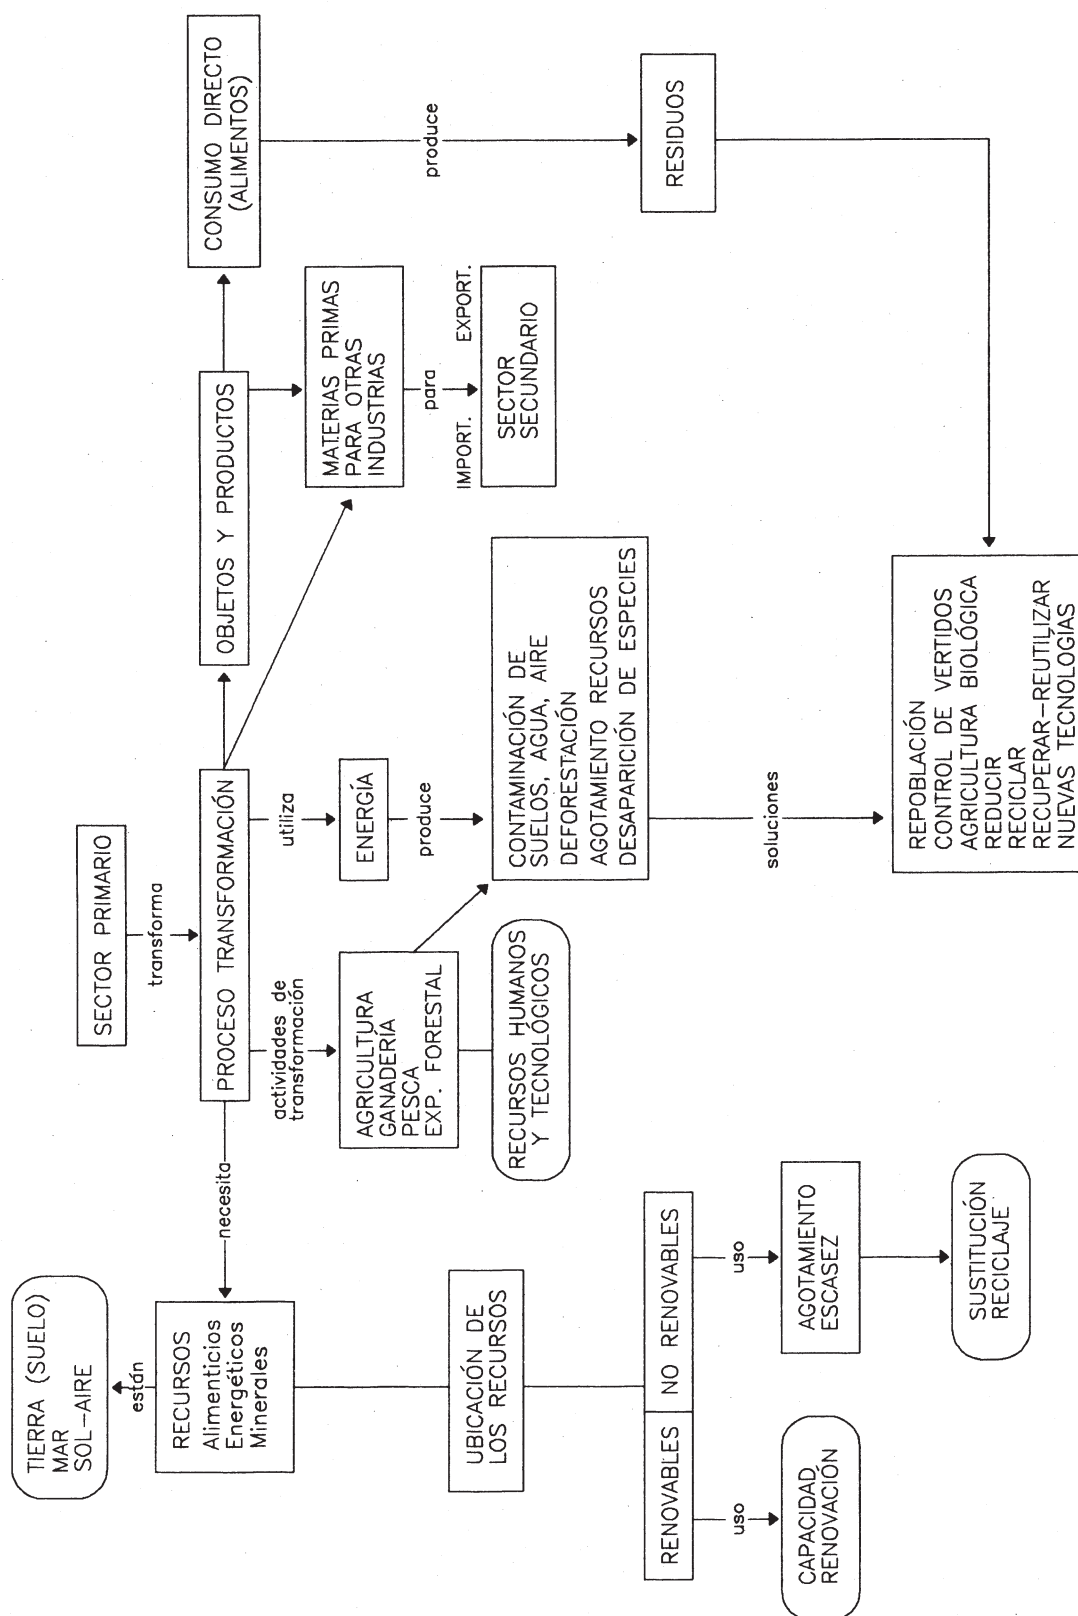 SECTOR PRIMARIO
transforma
PROCESO TRANSFORMACIÓN
necesita
RECURSOS
Alimenticios
Energéticos
Minerales
están
TIERRA (SUELO)
MAR
SOL-AIRE
UBICACIÓN DE
LOS RECURSOS
RENOVABLES
NO RENOVABLES
uso
CAPACIDAD
RENOVACIÓN
uso
AGOTAMIENTO
ESCASEZ
SUSTITUCIÓN
RECICLAJE
actividades de
transformación
AGRICULTURA
GANADERÍA
PESCA
EXP. FORESTAL
RECURSOS HUMANOS
Y TECNOLÓGICOS
utiliza
ENERGÍA
produce
CONTAMINACIÓN DE
SUELOS, AGUA, AIRE
DEFORESTACIÓN
AGOTAMIENTO RECURSOS
DESAPARICIÓN DE ESPECIES
soluciones
REPOBLACIÓN
CONTROL DE VERTIDOS
AGRICULTURA BIOLÓGICA
REDUCIR
RECICLAR
RECUPERAR-REUTILIZAR
NUEVAS TECNOLOGÍAS
OBJETOS Y PRODUCTOS
MATERIAS PRIMAS
PARA OTRAS
INDUSTRIAS
para
IMPORT.
EXPORT.
SECTOR
SECUNDARIO
CONSUMO DIRECTO
(ALIMENTOS)
produce
RESIDUOS